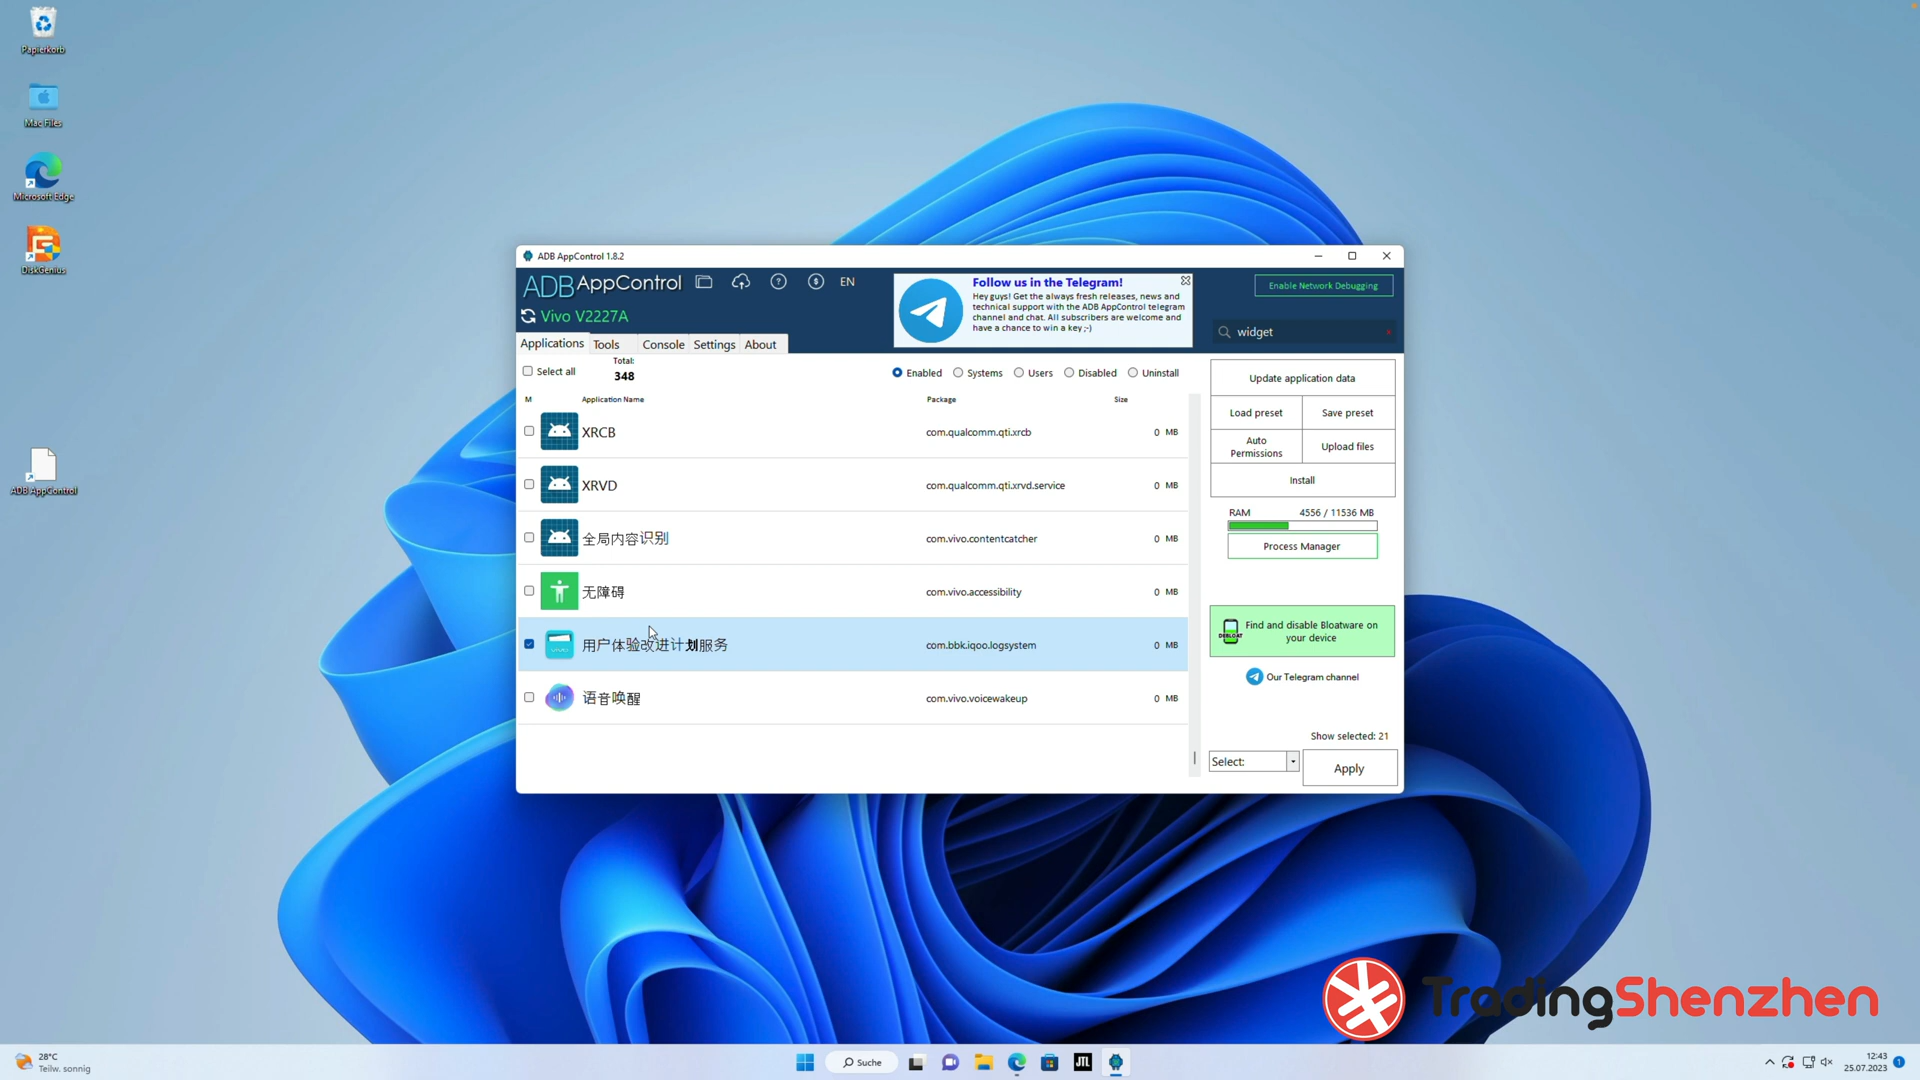 Papierkorb
Mac Files
Microsoft Edge
DiskGenius
ADB AppControl
ADB AppControl 1.8.2
ADB AppControl
EN
Vivo V2227A
Follow us in the Telegram!
Hey guys! Get the always fresh releases, news and
technical support with the ADB AppControl telegram
channel and chat. All subscribers are welcome and
have a chance to win a key ;-)
Enable Network Debugging
widget
Applications Tools Console Settings About
Select all
Total:
348
Enabled Systems Users Disabled Uninstall
M Application Name Package Size
XRCB com.qualcomm.qti.xrcb 0 MB
XRVD com.qualcomm.qti.xrvd.service 0 MB
全局内容识别 com.vivo.contentcatcher 0 MB
无障碍 com.vivo.accessibility 0 MB
用户体验改进计划服务 com.bbk.iqoo.logsystem 0 MB
语音唤醒 com.vivo.voicewakeup 0 MB
Update application data
Load preset Save preset
Auto
Permissions
Upload files
Install
RAM 4556 / 11536 MB
Process Manager
DEBLOAT
Find and disable Bloatware on
your device
Our Telegram channel
Show selected: 21
Select:
Apply
TradingShenzhen
28°C
Teilw. sonnig
Suche
JTL
12:43
25.07.2023
1